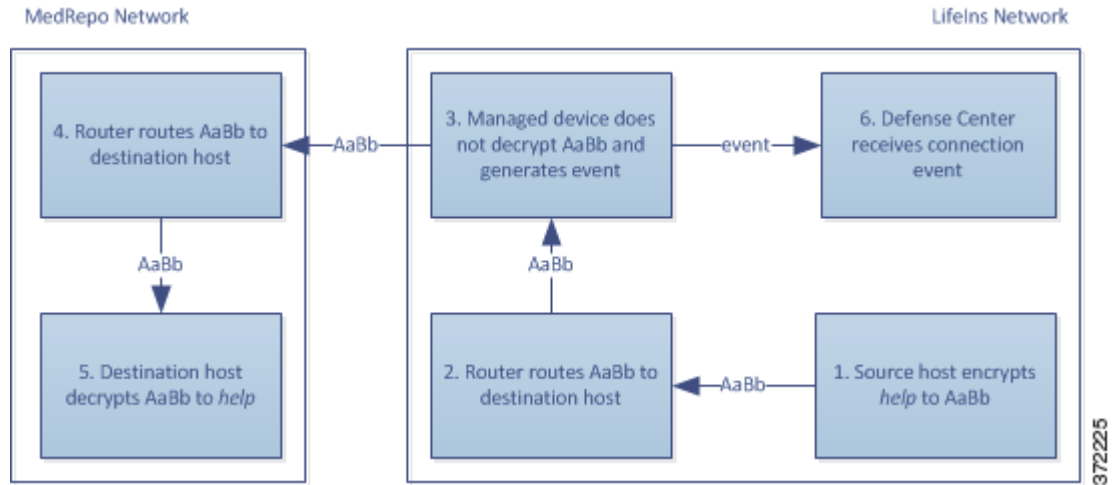 MedRepo Network
LifeIns Network
4. Router routes AaBb to
destination host
AaBb
3. Managed device does
not decrypt AaBb and
generates event
event
6. Defense Center
receives connection
event
AaBb
AaBb
5. Destination host
decrypts AaBb to help
2. Router routes AaBb to
destination host
AaBb
1. Source host encrypts
help to AaBb
372225